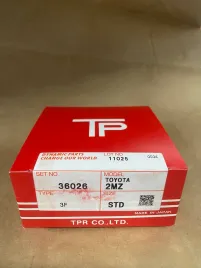 TP
DYNAMIC PARTS
CHANGE OUR WORLD
LOT NO
11025
SET NO.
36026
MODEL
TOYOTA
2MZ
TYPE
3P
SIZE
STD
MADE IN JAPAN
TPR CO.,LTD.